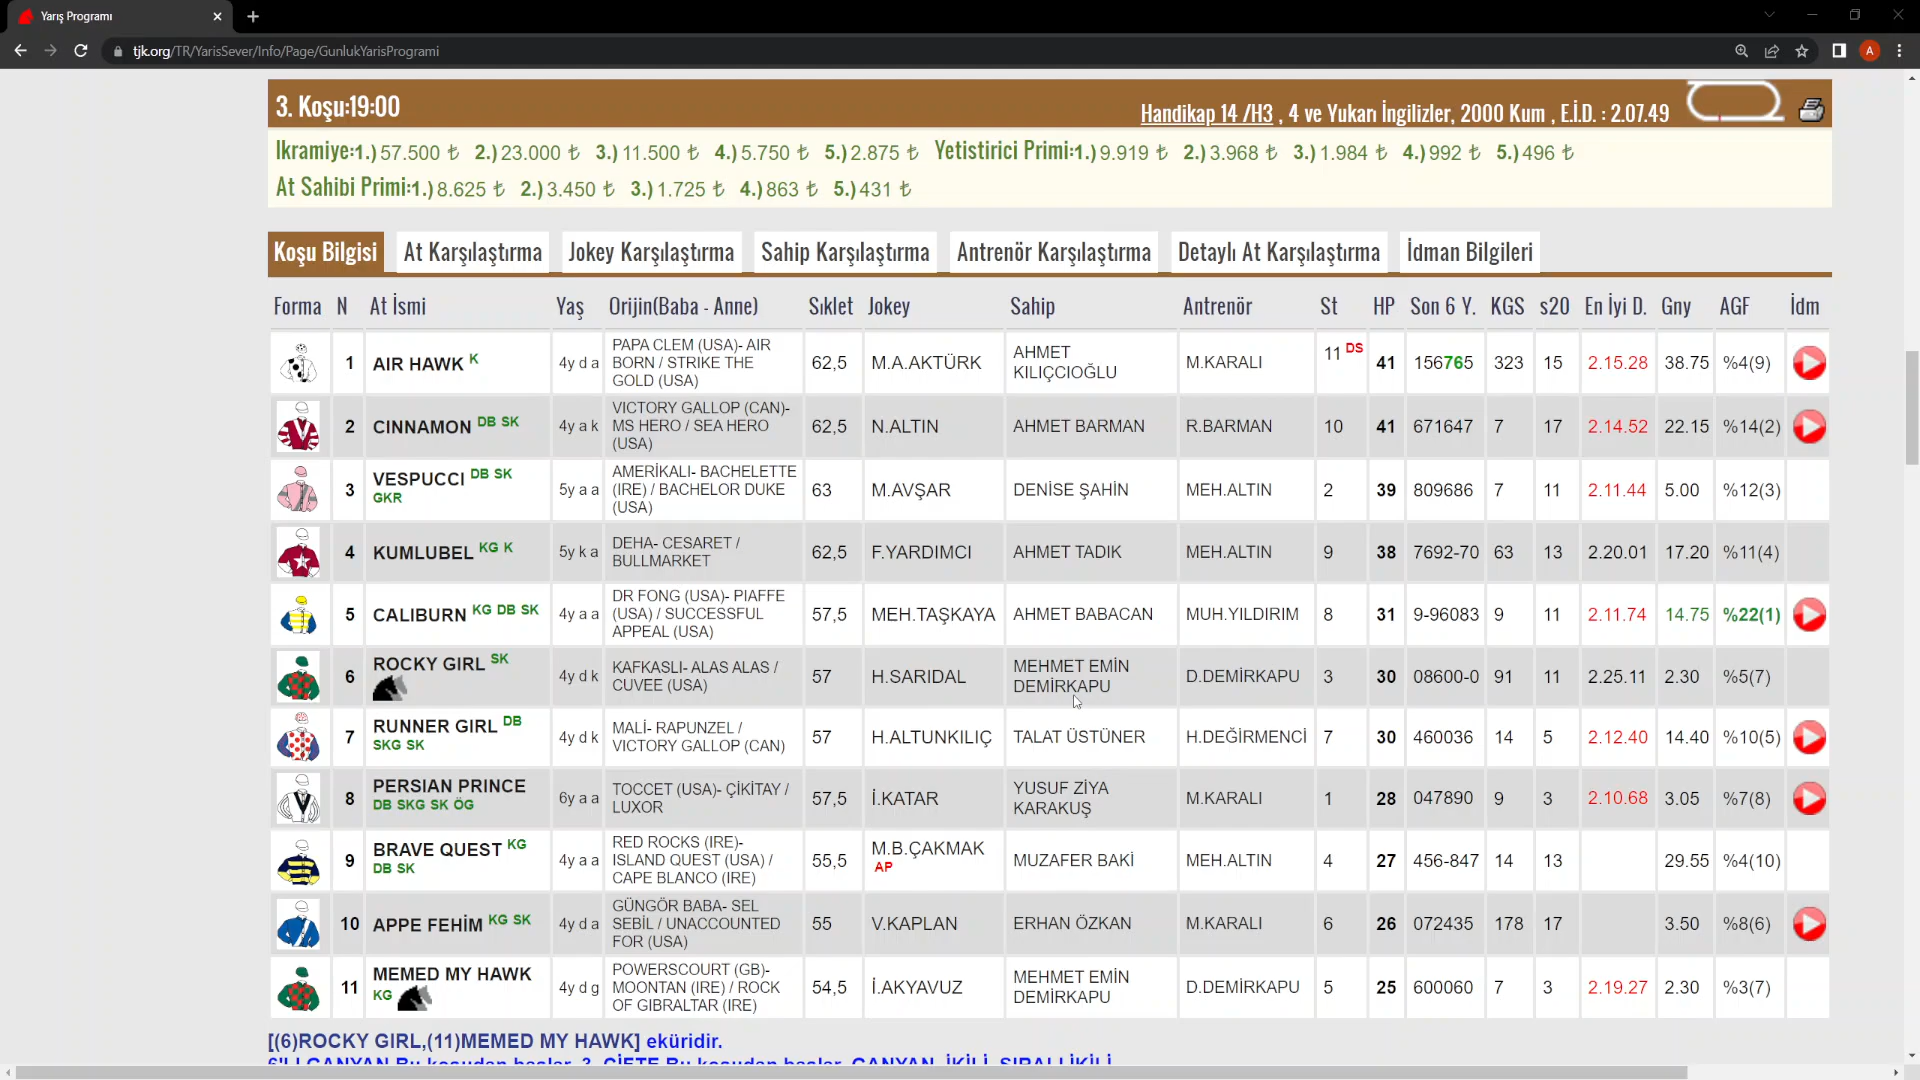 Yarış Programı
tjk.org/TR/YarisSever/Info/Page/GunlukYarisProgrami
A
3. Koşu:19:00
Handikap 14 /H3 , 4 ve Yukarı İngilizler, 2000 Kum , E.İ.D. : 2.07.49
Ikramiye:1.) 57.500 ₺ 2.) 23.000 ₺ 3.) 11.500 ₺ 4.) 5.750 ₺ 5.) 2.875 ₺ Yetistirici Primi:1.) 9.919 ₺ 2.) 3.968 ₺ 3.) 1.984 ₺ 4.) 992 ₺ 5.) 496 ₺
At Sahibi Primi:1.) 8.625 ₺ 2.) 3.450 ₺ 3.) 1.725 ₺ 4.) 863 ₺ 5.) 431 ₺
Koşu Bilgisi At Karşılaştırma Jokey Karşılaştırma Sahip Karşılaştırma Antrenör Karşılaştırma Detaylı At Karşılaştırma İdman Bilgileri
Forma N At İsmi Yaş Orijin(Baba - Anne) Sıklet Jokey Sahip Antrenör St HP Son 6 Y. KGS s20 En İyi D. Gny AGF İdm
1 AIR HAWK K 4y d a PAPA CLEM (USA)- AIR BORN / STRIKE THE GOLD (USA) 62,5 M.A.AKTÜRK AHMET KILIÇCIOĞLU M.KARALI 11 DS 41 156765 323 15 2.15.28 38.75 %4(9)
2 CINNAMON DB SK 4y a k VICTORY GALLOP (CAN)- MS HERO / SEA HERO (USA) 62,5 N.ALTIN AHMET BARMAN R.BARMAN 10 41 671647 7 17 2.14.52 22.15 %14(2)
3 VESPUCCI DB SK GKR 5y a a AMERİKALI- BACHELETTE (IRE) / BACHELOR DUKE (USA) 63 M.AVŞAR DENİSE ŞAHİN MEH.ALTIN 2 39 809686 7 11 2.11.44 5.00 %12(3)
4 KUMLUBEL KG K 5y k a DEHA- CESARET / BULLMARKET 62,5 F.YARDIMCI AHMET TADIK MEH.ALTIN 9 38 7692-70 63 13 2.20.01 17.20 %11(4)
5 CALIBURN KG DB SK 4y a a DR FONG (USA)- PIAFFE (USA) / SUCCESSFUL APPEAL (USA) 57,5 MEH.TAŞKAYA AHMET BABACAN MUH.YILDIRIM 8 31 9-96083 9 11 2.11.74 14.75 %22(1)
6 ROCKY GIRL SK 4y d k KAFKASLI- ALAS ALAS / CUVEE (USA) 57 H.SARIDAL MEHMET EMİN DEMİRKAPU D.DEMİRKAPU 3 30 08600-0 91 11 2.25.11 2.30 %5(7)
7 RUNNER GIRL DB SKG SK 4y d k MALİ- RAPUNZEL / VICTORY GALLOP (CAN) 57 H.ALTUNKILIÇ TALAT ÜSTÜNER H.DEĞİRMENCİ 7 30 460036 14 5 2.12.40 14.40 %10(5)
8 PERSIAN PRINCE DB SKG SK ÖG 6y a a TOCCET (USA)- ÇİKİTAY / LUXOR 57,5 İ.KATAR YUSUF ZİYA KARAKUŞ M.KARALI 1 28 047890 9 3 2.10.68 3.05 %7(8)
9 BRAVE QUEST KG DB SK 4y a a RED ROCKS (IRE)- ISLAND QUEST (USA) / CAPE BLANCO (IRE) 55,5 M.B.ÇAKMAK AP MUZAFER BAKİ MEH.ALTIN 4 27 456-847 14 13 29.55 %4(10)
10 APPE FEHİM KG SK 4y d a GÜNGÖR BABA- SEL SEBİL / UNACCOUNTED FOR (USA) 55 V.KAPLAN ERHAN ÖZKAN M.KARALI 6 26 072435 178 17 3.50 %8(6)
11 MEMED MY HAWK KG 4y d g POWERSCOURT (GB)- MOONTAN (IRE) / ROCK OF GIBRALTAR (IRE) 54,5 İ.AKYAVUZ MEHMET EMİN DEMİRKAPU D.DEMİRKAPU 5 25 600060 7 3 2.19.27 2.30 %3(7)
[(6)ROCKY GIRL,(11)MEMED MY HAWK] eküridir.
6'LI GANYAN Bu koşudan başlar. 3. ÇİFTE Bu koşudan başlar. GANYAN, İKİLİ, SIRALI İKİLİ,